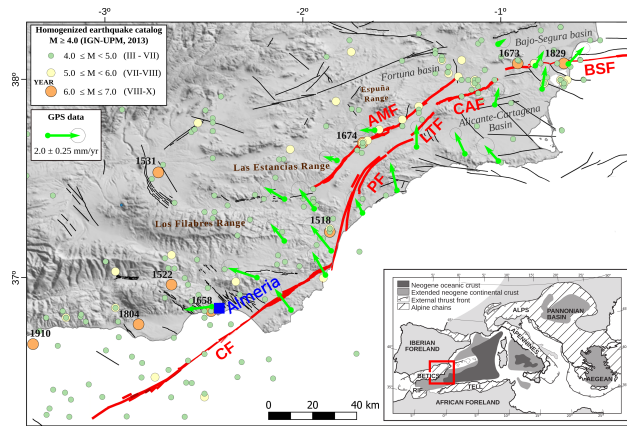 -2
-1
Homogenized earthquake catalog
M ≥ 4.0 (IGN-UPM, 2013)
4.0 ≤ M < 5.0 (III - VII)
5.0 ≤ M < 6.0 (VII-VIII)
YEAR
6.0 ≤ M ≤ 7.0 (VIII-X)
GPS data
2.0 ± 0.25 mm/yr
38°
37°
1673
Bajo-Segura basin
1829
BSF
Fortuna basin
Espuña
Range
AMF
CAF
Alicante-Cartagena
Basin
1674
LTF
PF
1531
Las Estancias Range
Los Filabres Range
1518
1522
1658
Almeria
1804
1910
CF
0
20
40 km
Neogene oceanic crust
Extended neogene continental crust
External thrust front
Alpine chains
ALPS
PANNONIAN
BASIN
IBERIAN
FORELAND
APENNINES
BETICS
RIF
TELL
AEGEAN
AFRICAN FORELAND